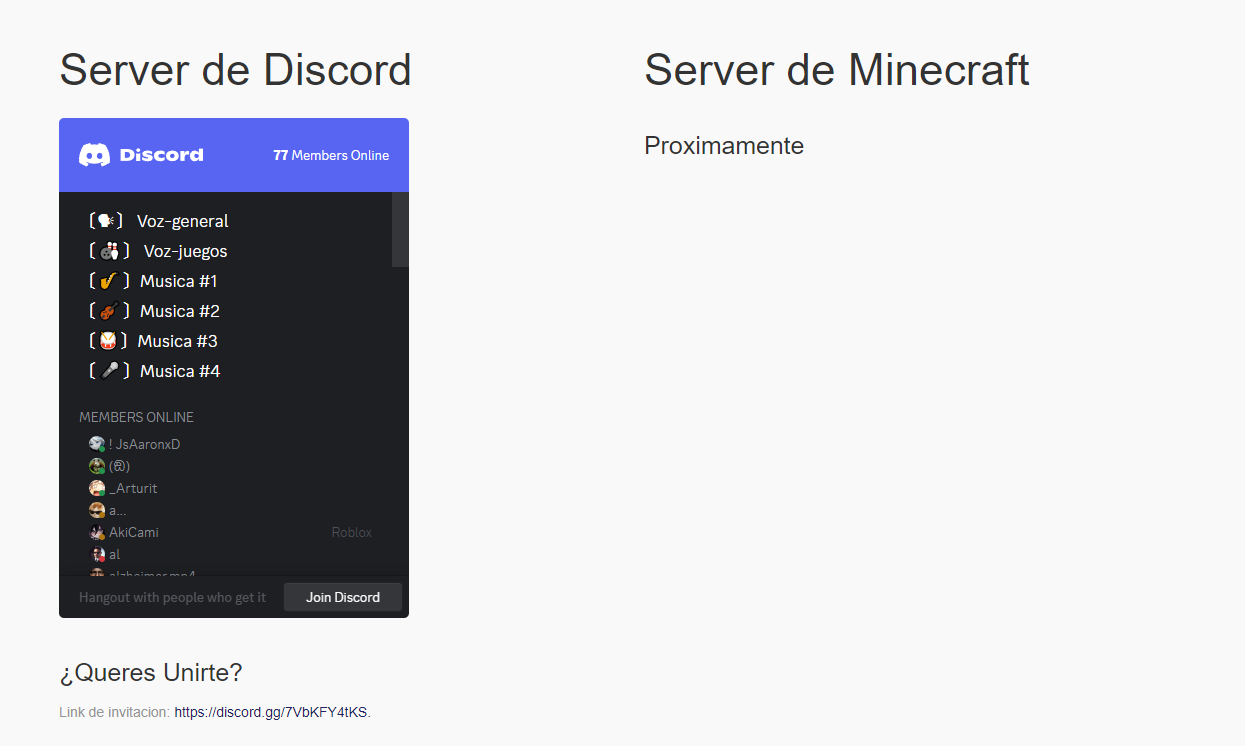 Server de Discord
Server de Minecraft
Proximamente
Discord
77 Members Online
Voz-general
Voz-juegos
Musica #1
Musica #2
Musica #3
Musica #4
MEMBERS ONLINE
! JsAaronxD
_Arturit
a...
AkiCami Roblox
al
alzheimer.mp4
Hangout with people who get it
Join Discord
¿Queres Unirte?
Link de invitacion: https://discord.gg/7VbKFY4tKS.